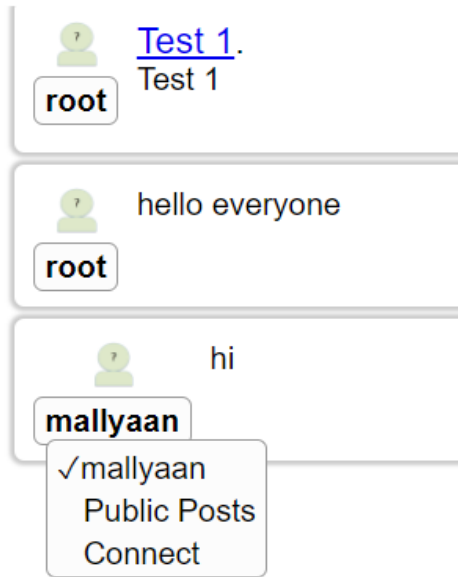 ?
Test 1.
Test 1
root
?
hello everyone
root
?
hi
mallyaan
✓mallyaan
Public Posts
Connect